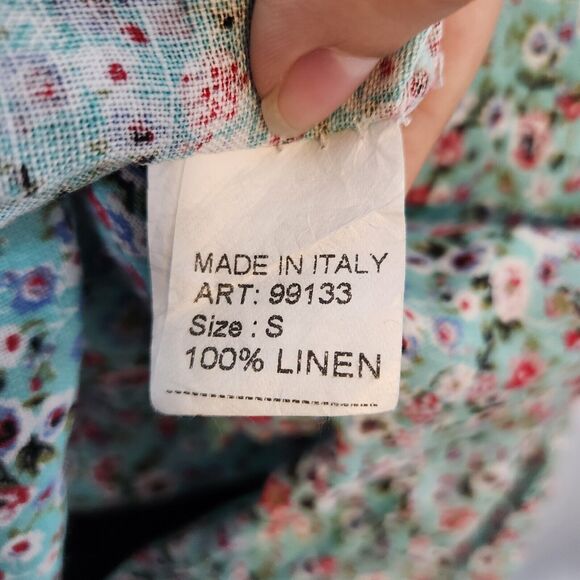 MADE IN ITALY
ART: 99133
Size : S
100% LINEN